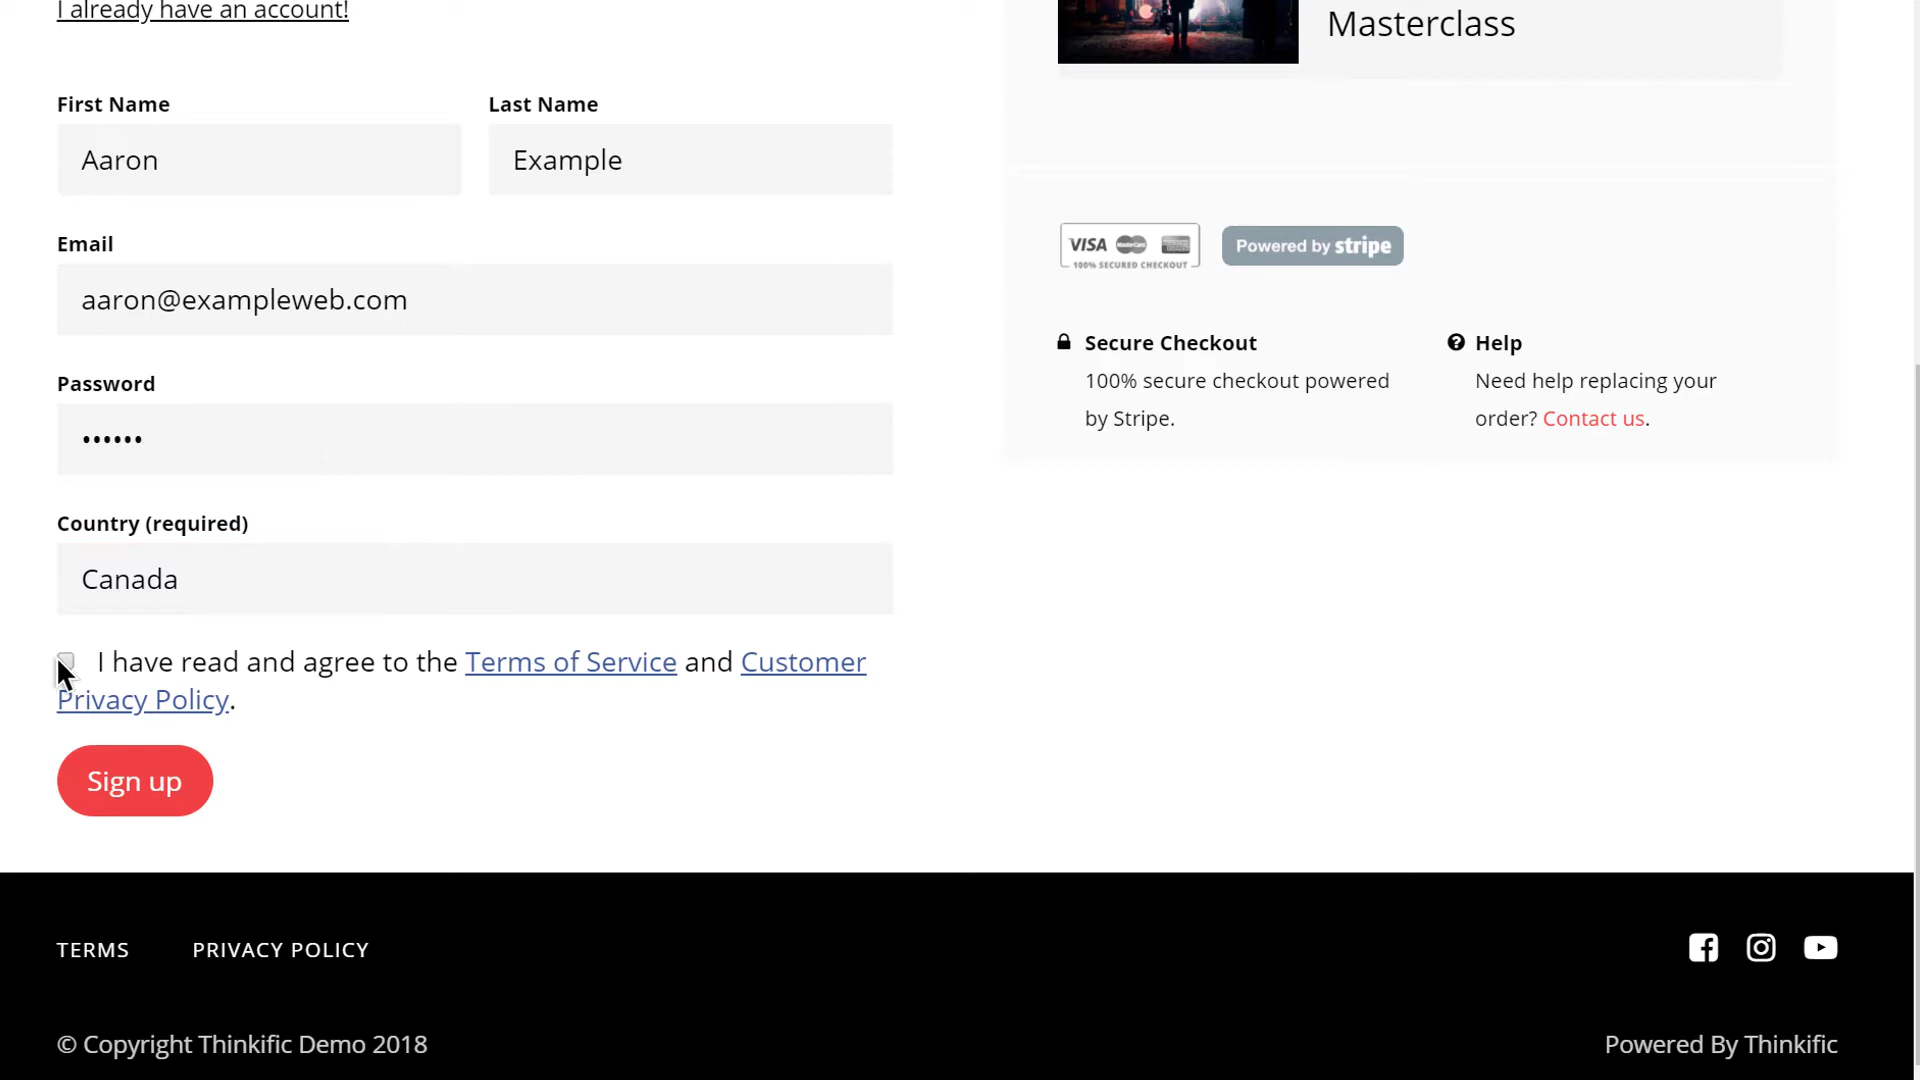 I already have an account!
First Name
Last Name
Aaron
Example
Email
aaron@exampleweb.com
Password
••••••
Country (required)
Canada
I have read and agree to the Terms of Service and Customer
Privacy Policy.
Sign up
Masterclass
VISA MasterCard
100% SECURED CHECKOUT
Powered by stripe
Secure Checkout
100% secure checkout powered
by Stripe.
Help
Need help replacing your
order? Contact us.
TERMS
PRIVACY POLICY
© Copyright Thinkific Demo 2018
Powered By Thinkific